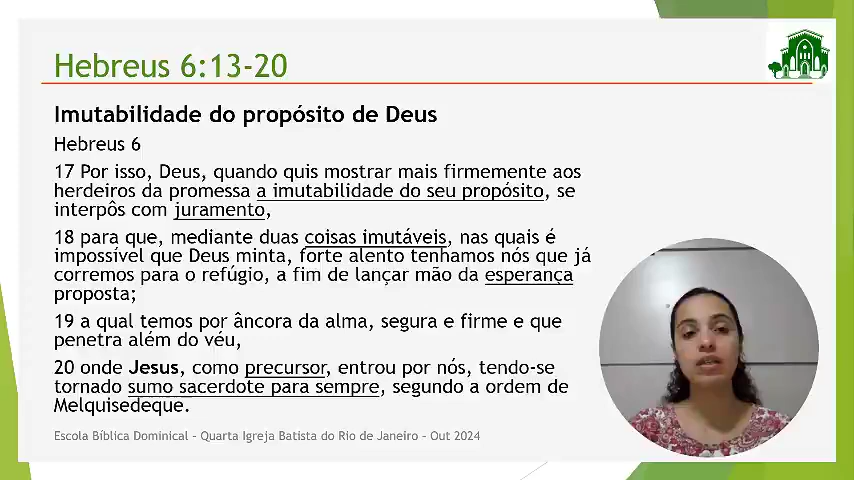 Hebreus 6:13-20
Imutabilidade do propósito de Deus
Hebreus 6
17 Por isso, Deus, quando quis mostrar mais firmemente aos
herdeiros da promessa a imutabilidade do seu propósito, se
interpôs com juramento,
18 para que, mediante duas coisas imutáveis, nas quais é
impossível que Deus minta, forte alento tenhamos nós que já
corremos para o refúgio, a fim de lançar mão da esperança
proposta;
19 a qual temos por âncora da alma, segura e firme e que
penetra além do véu,
20 onde Jesus, como precursor, entrou por nós, tendo-se
tornado sumo sacerdote para sempre, segundo a ordem de
Melquisedeque.
Escola Bíblica Dominical - Quarta Igreja Batista do Rio de Janeiro - Out 2024